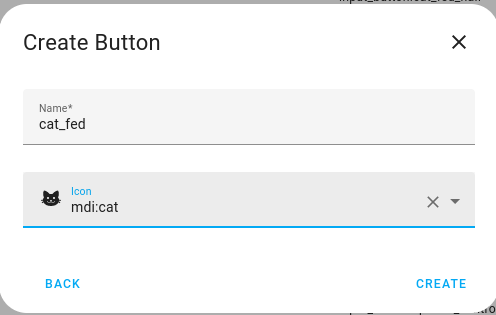 Create Button
Name*
cat_fed
Icon
mdi:cat
BACK
CREATE